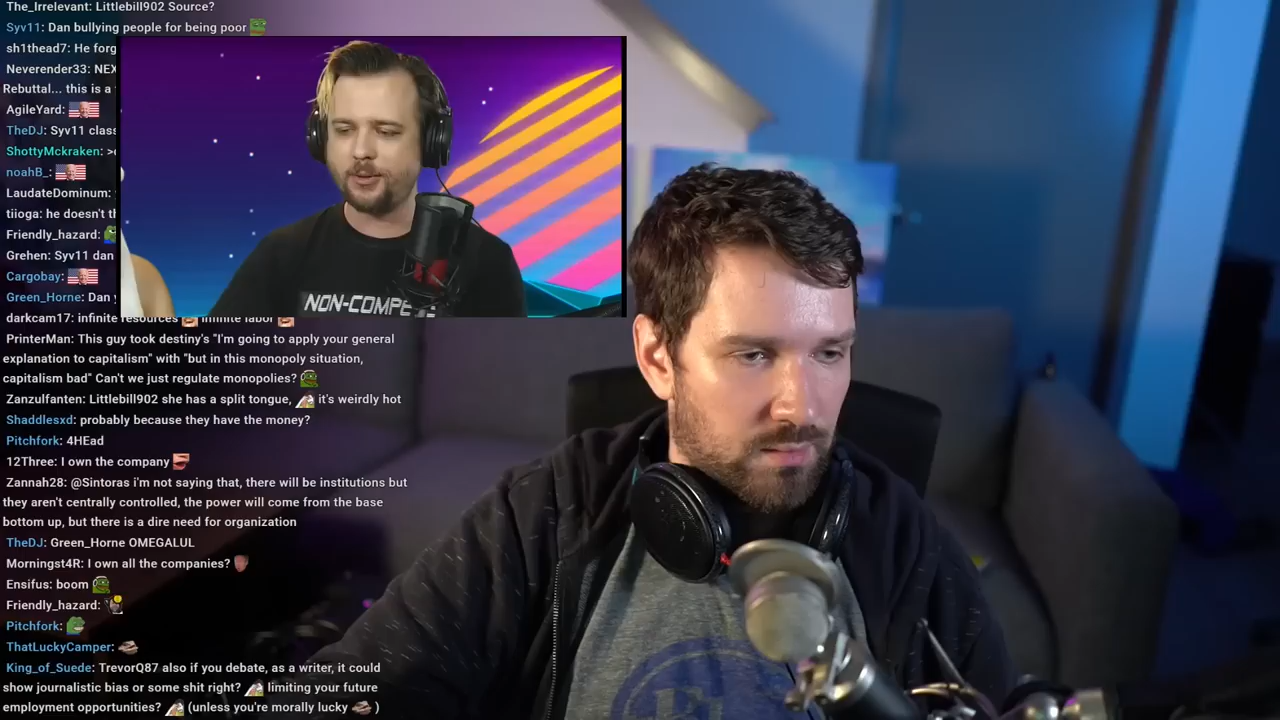 The_Irrelevant: Littlebill902 Source?
Syv11: Dan bullying people for being poor
sh1thead7: He forg
Neverender33: NEX
Rebuttal... this is a
AgileYard:
TheDJ: Syv11 class
ShottyMckraken:
noahB_:
LaudateDominum:
tiioga: he doesn't th
Friendly_hazard:
Grehen: Syv11 dan
Cargobay:
Green_Horne: Dan
darkcam17: infinite resources infinite labor
PrinterMan: This guy took destiny's "I'm going to apply your general
explanation to capitalism" with "but in this monopoly situation,
capitalism bad" Can't we just regulate monopolies?
Zanzulfanten: Littlebill902 she has a split tongue, it's weirdly hot
Shaddlesxd: probably because they have the money?
Pitchfork: 4HEad
12Three: I own the company
Zannah28: @Sintoras i'm not saying that, there will be institutions but
they aren't centrally controlled, the power will come from the base
bottom up, but there is a dire need for organization
TheDJ: Green_Horne OMEGALUL
Morningst4R: I own all the companies?
Ensifus: boom
Friendly_hazard:
Pitchfork:
ThatLuckyCamper:
King_of_Suede: TrevorQ87 also if you debate, as a writer, it could
show journalistic bias or some shit right? limiting your future
employment opportunities? (unless you're morally lucky )
NON-COMPE